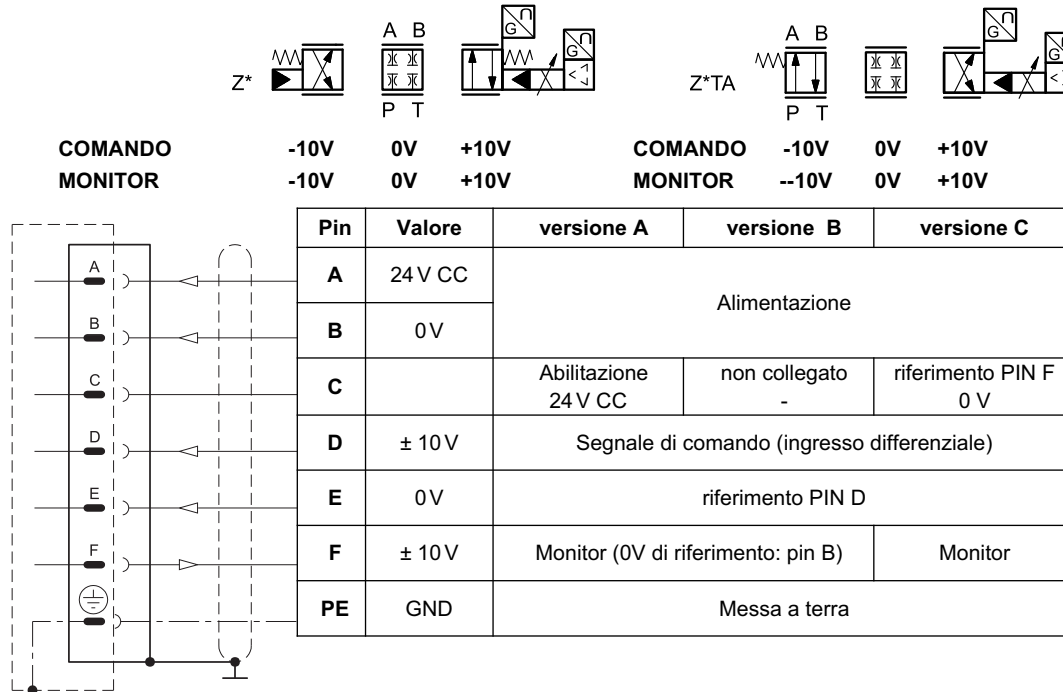 A B
G
G
Z*
P T
A B
G
G
Z*TA
P T
COMANDO -10V 0V +10V COMANDO -10V 0V +10V
MONITOR -10V 0V +10V MONITOR --10V 0V +10V
Pin Valore versione A versione B versione C
A A 24 V CC Alimentazione
B B 0 V
C C Abilitazione non collegato riferimento PIN F
24 V CC - 0 V
D D ± 10 V Segnale di comando (ingresso differenziale)
E E 0 V riferimento PIN D
F F ± 10 V Monitor (0V di riferimento: pin B) Monitor
PE GND Messa a terra